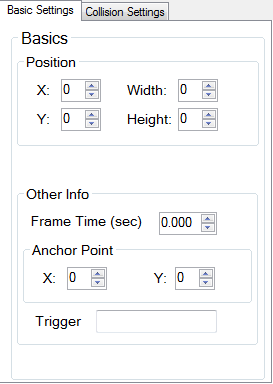 Basic Settings Collision Settings
Basics
Position
X: 0 Width: 0
Y: 0 Height: 0
Other Info
Frame Time (sec) 0.000
Anchor Point
X: 0 Y: 0
Trigger